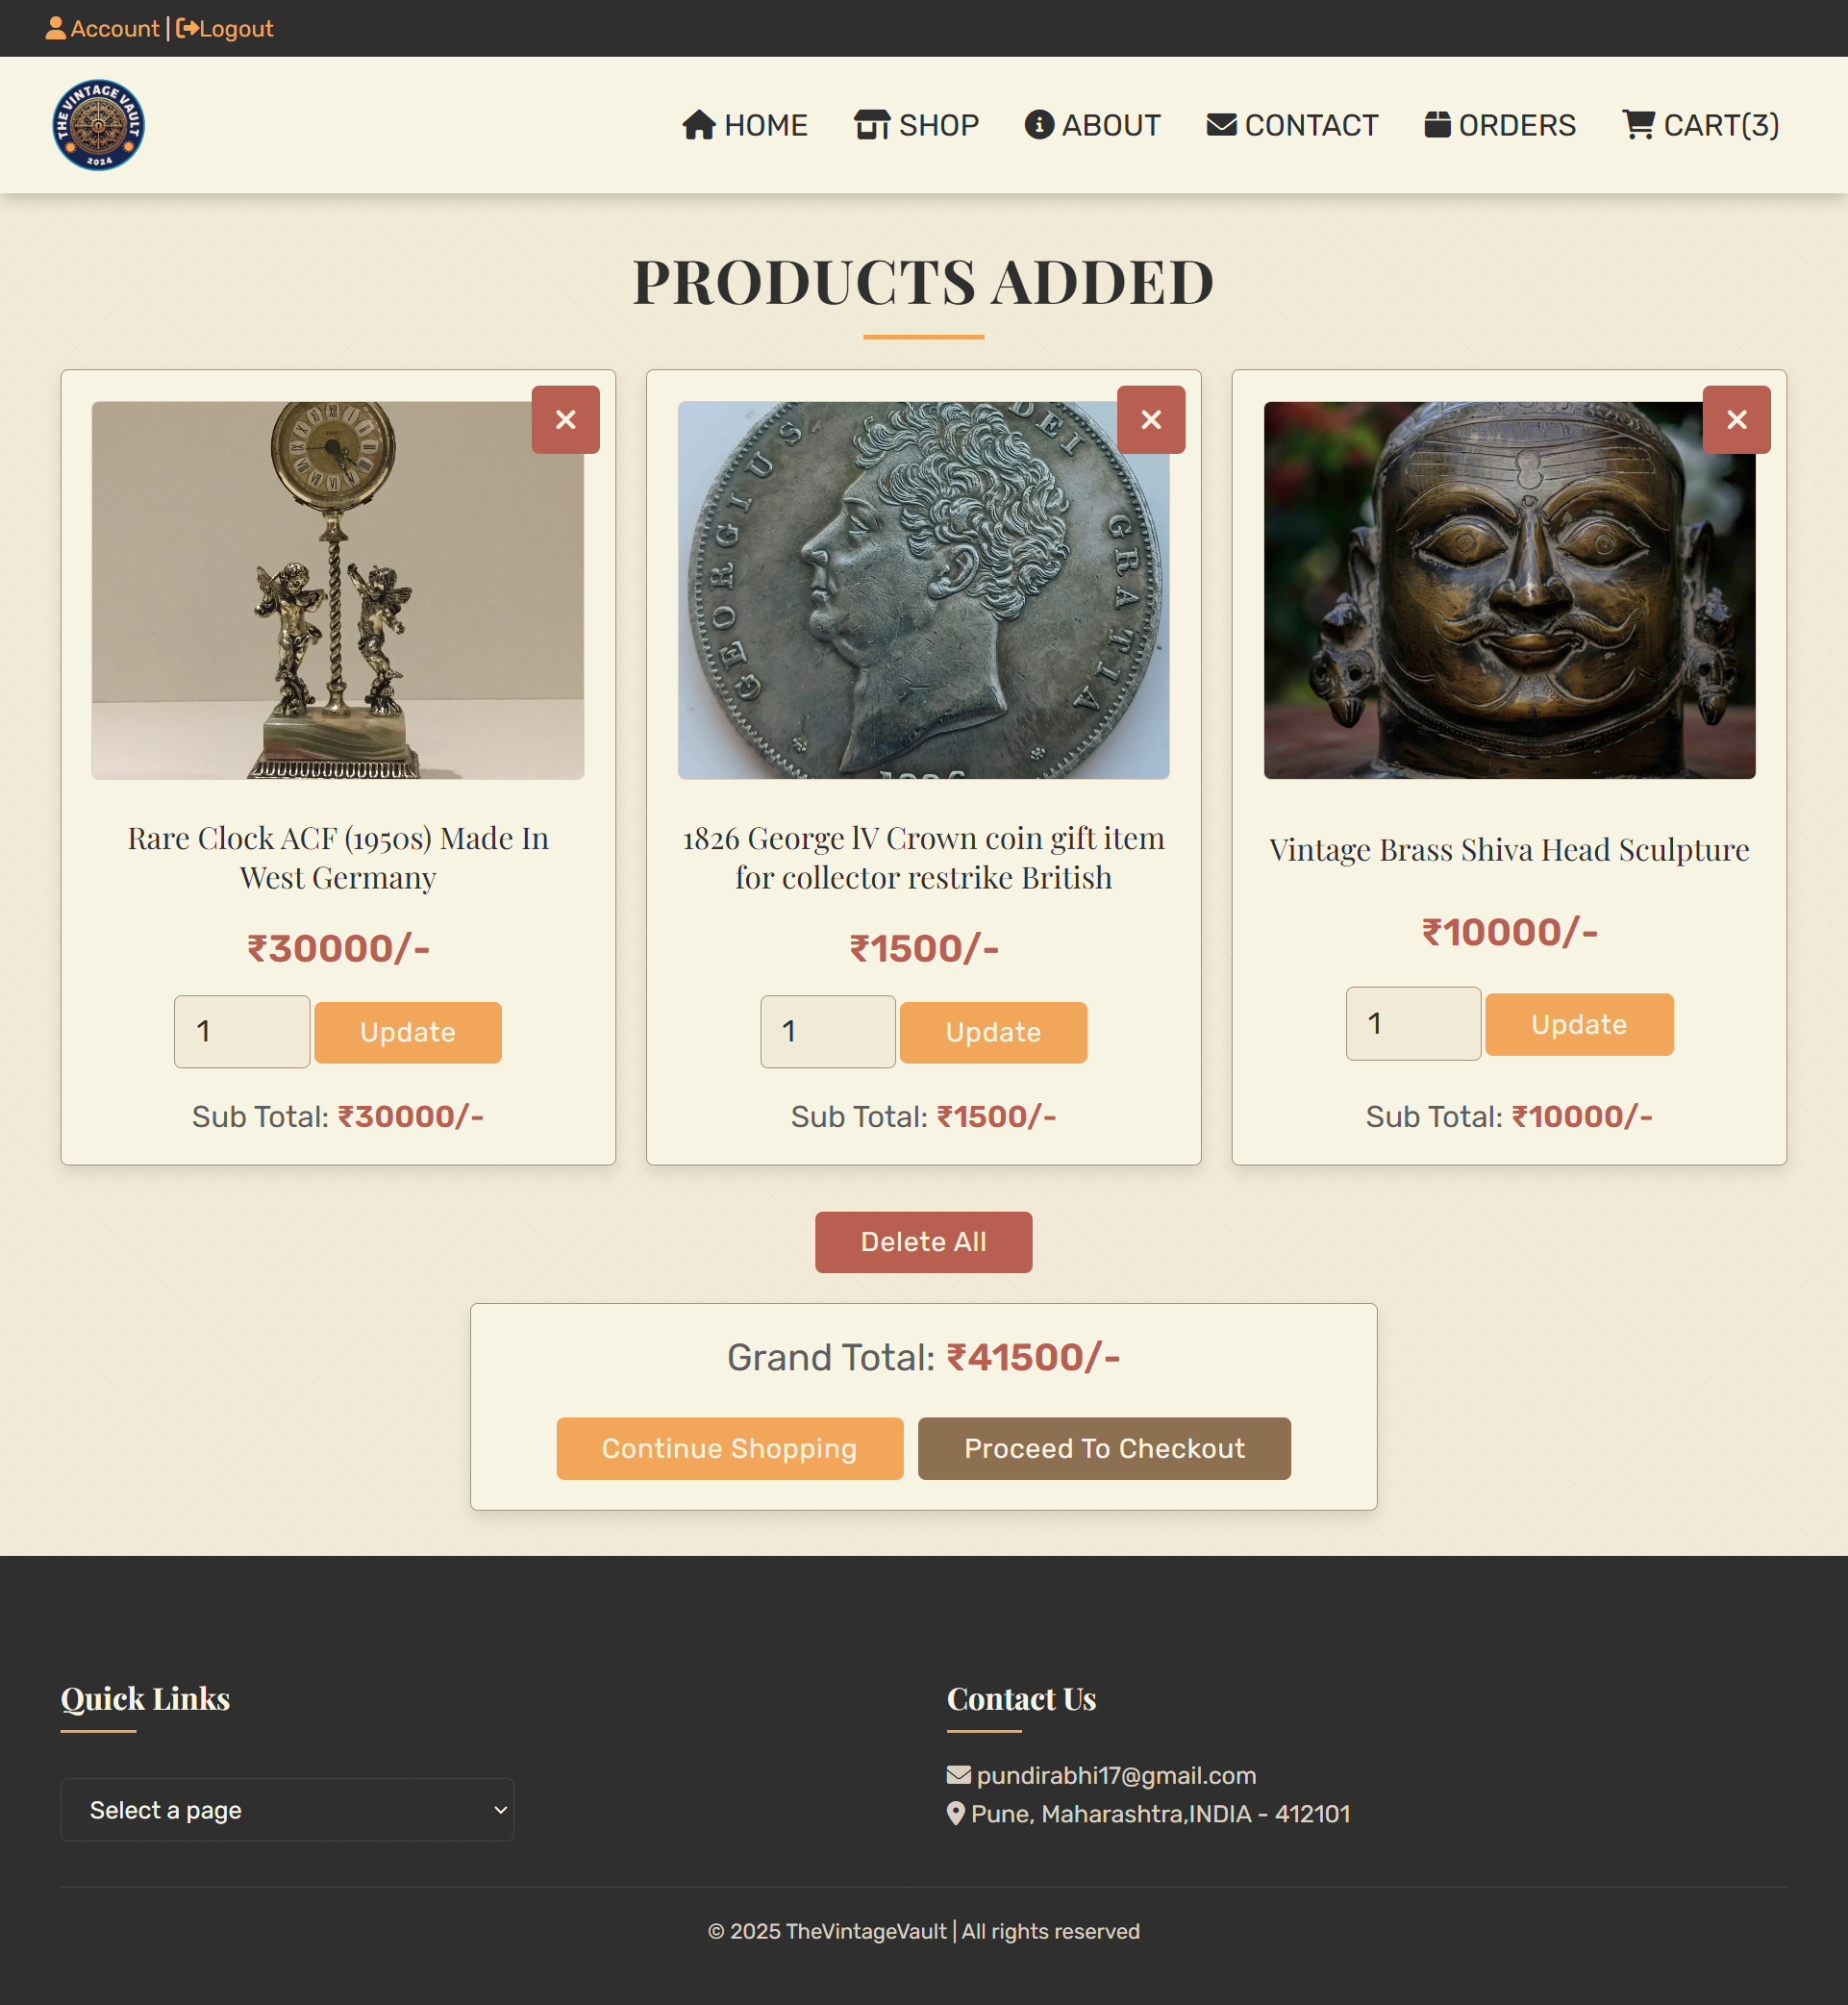 Account | Logout
THE VINTAGE VAULT
2024
HOME
SHOP
ABOUT
CONTACT
ORDERS
CART(3)
PRODUCTS ADDED
GEORGIUS DEI GRATIA
Rare Clock ACF (1950s) Made In
West Germany
₹30000/-
1
Update
Sub Total: ₹30000/-
1826 George lV Crown coin gift item
for collector restrike British
₹1500/-
1
Update
Sub Total: ₹1500/-
Vintage Brass Shiva Head Sculpture
₹10000/-
1
Update
Sub Total: ₹10000/-
Delete All
Grand Total: ₹41500/-
Continue Shopping
Proceed To Checkout
Quick Links
Select a page
Contact Us
pundirabhi17@gmail.com
Pune, Maharashtra,INDIA - 412101
© 2025 TheVintageVault | All rights reserved